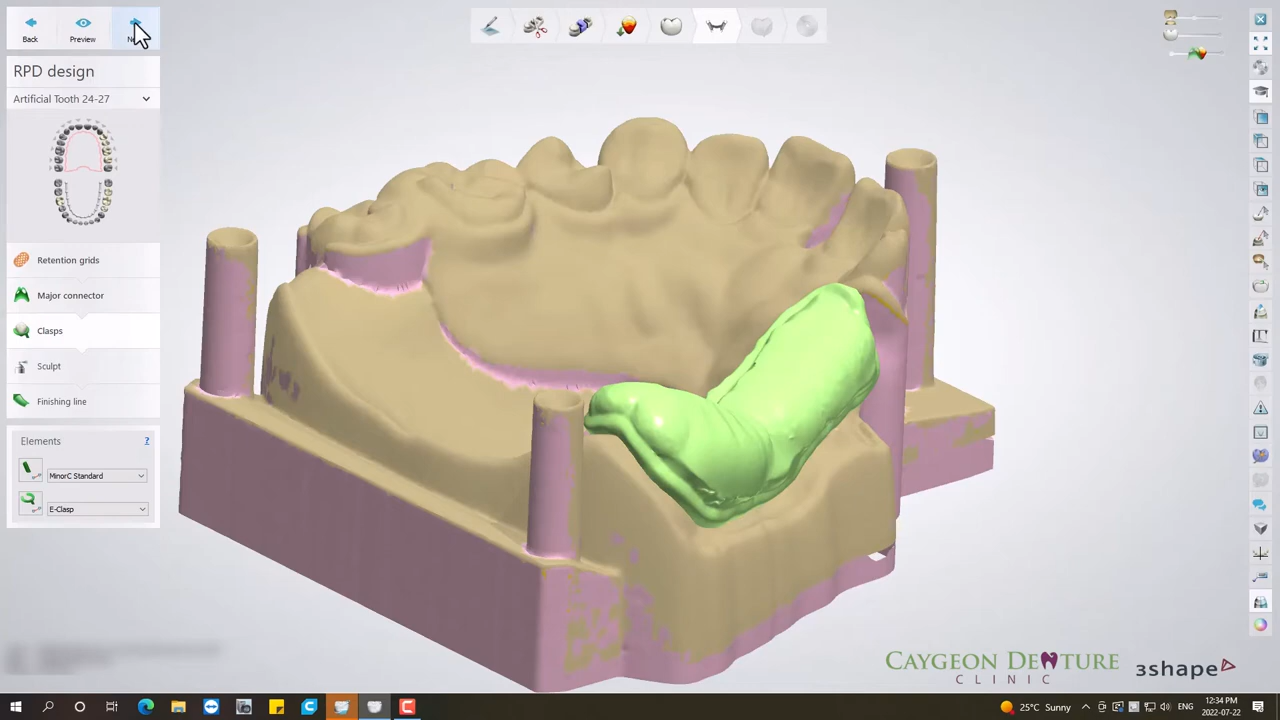 Back
Preview
RPD design
Artificial Tooth 24-27
Retention grids
Major connector
Clasps
Sculpt
Finishing line
Elements
?
MinorC Standard
E-Clasp
CAYGEON DENTURE
CLINIC
3shape
25°C Sunny
ENG
12:34 PM
2022-07-22